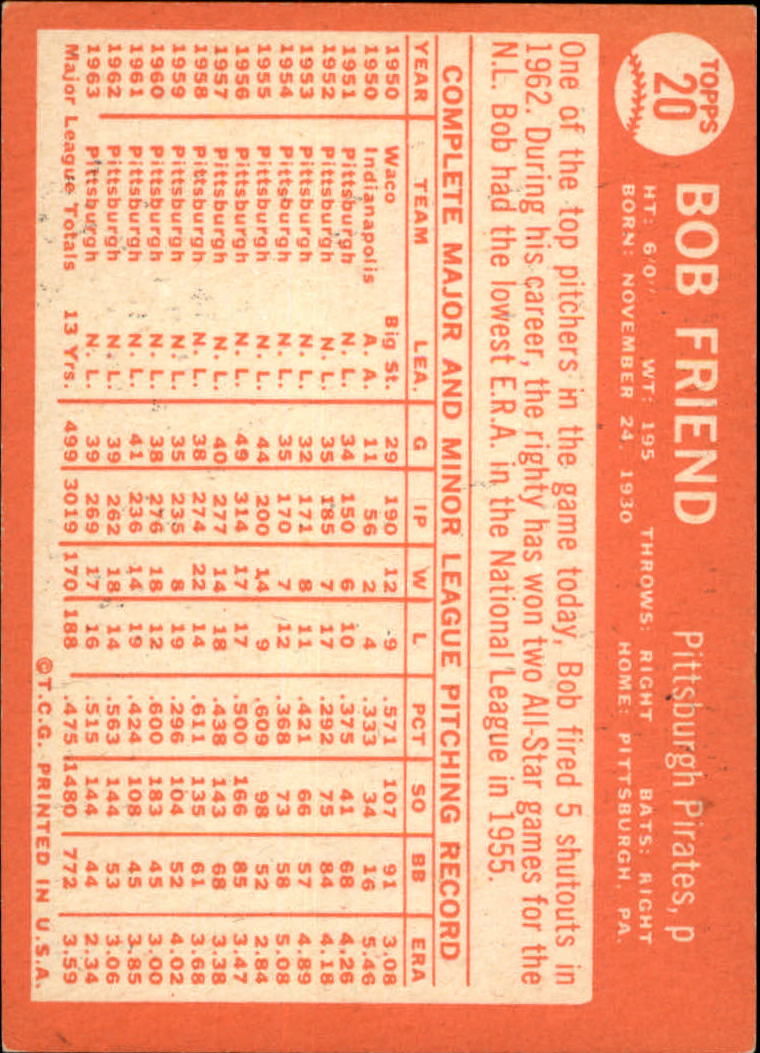 TOPPS
20
BOB FRIEND Pittsburgh Pirates, p
HT: 6'0" WT: 195 THROWS: RIGHT BATS: RIGHT
BORN: NOVEMBER 24, 1930 HOME: PITTSBURGH, PA.
One of the top pitchers in the game today, Bob fired 5 shutouts in
1962. During his career, the righty has won two All-Star games for the
N.L. Bob had the lowest E.R.A. in the National League in 1955.
COMPLETE MAJOR AND MINOR LEAGUE PITCHING RECORD
YEAR TEAM LEA. G IP W L PCT SO BB ERA
1950 Waco Big St. 29 190 12 9 .571 107 91 3.08
1950 Indianapolis A. A. 11 56 2 4 .333 34 16 5.46
1951 Pittsburgh N. L. 34 150 6 10 .375 41 68 4.26
1952 Pittsburgh N. L. 35 185 7 17 .292 75 84 4.18
1953 Pittsburgh N. L. 32 171 8 11 .421 66 57 4.89
1954 Pittsburgh N. L. 35 170 7 12 .368 73 58 5.08
1955 Pittsburgh N. L. 44 200 14 9 .609 98 52 2.84
1956 Pittsburgh N. L. 49 314 17 17 .500 166 85 3.47
1957 Pittsburgh N. L. 40 277 14 18 .438 143 68 3.38
1958 Pittsburgh N. L. 38 274 22 14 .611 135 61 3.68
1959 Pittsburgh N. L. 35 235 8 19 .296 104 52 4.02
1960 Pittsburgh N. L. 38 276 18 12 .600 183 45 3.00
1961 Pittsburgh N. L. 41 236 14 19 .424 108 45 3.85
1962 Pittsburgh N. L. 39 262 18 14 .563 144 53 3.06
1963 Pittsburgh N. L. 39 269 17 16 .515 144 44 2.34
Major League Totals 13 Yrs. 499 3019 170 188 .475 1480 772 3.59
©T.C.G. PRINTED IN U.S.A.